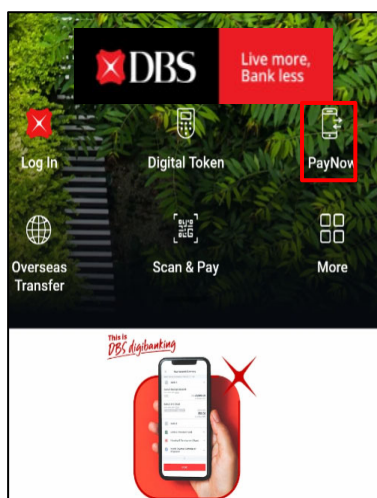 DBS
Live more,
Bank less
Log In
Digital Token
PayNow
Overseas
Transfer
Scan & Pay
More
This is
DBS digibanking